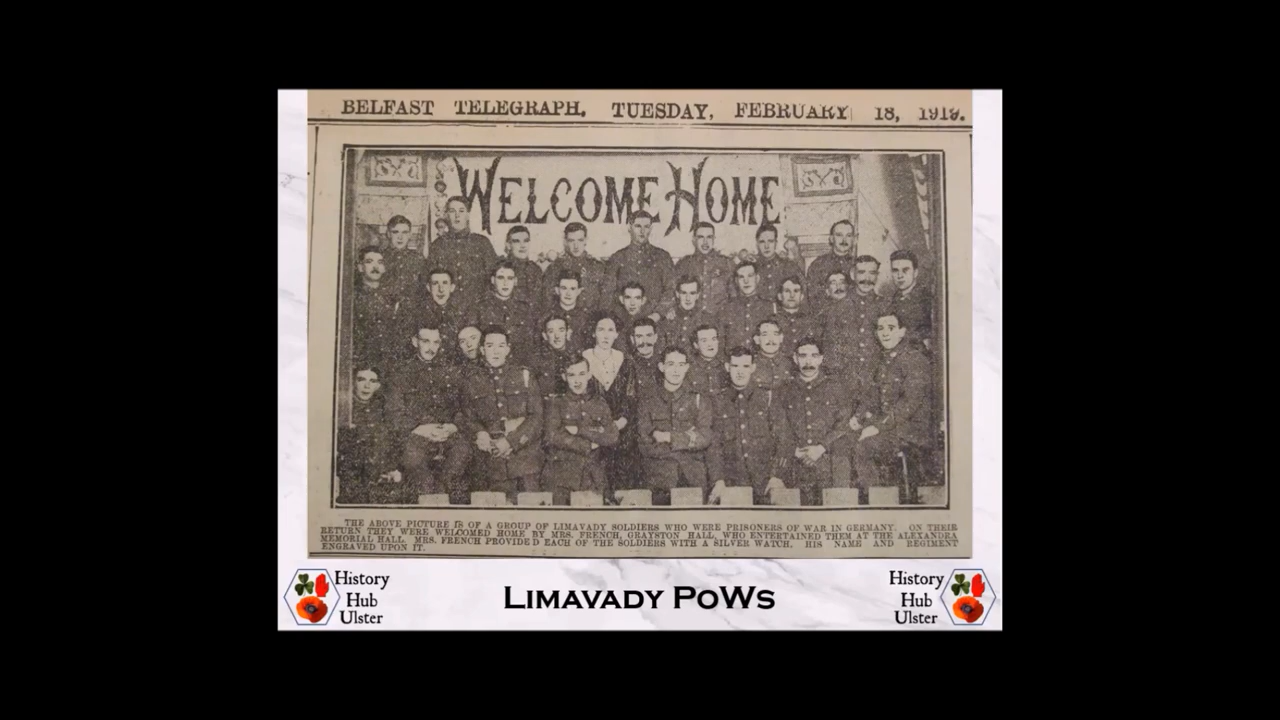 BELFAST TELEGRAPH, TUESDAY, FEBRUARY 18, 1919.
WELCOME HOME
THE ABOVE PICTURE IS OF A GROUP OF LIMAVADY SOLDIERS WHO WERE PRISONERS OF WAR IN GERMANY. ON THEIR
RETURN THEY WERE WELCOMED HOME BY MRS. FRENCH, GRAYSTON HALL, WHO ENTERTAINED THEM AT THE ALEXANDRA
MEMORIAL HALL. MRS. FRENCH PROVIDED EACH OF THE SOLDIERS WITH A SILVER WATCH, HIS NAME AND REGIMENT
ENGRAVED UPON IT.
History
Hub
Ulster
LIMAVADY POWS
History
Hub
Ulster